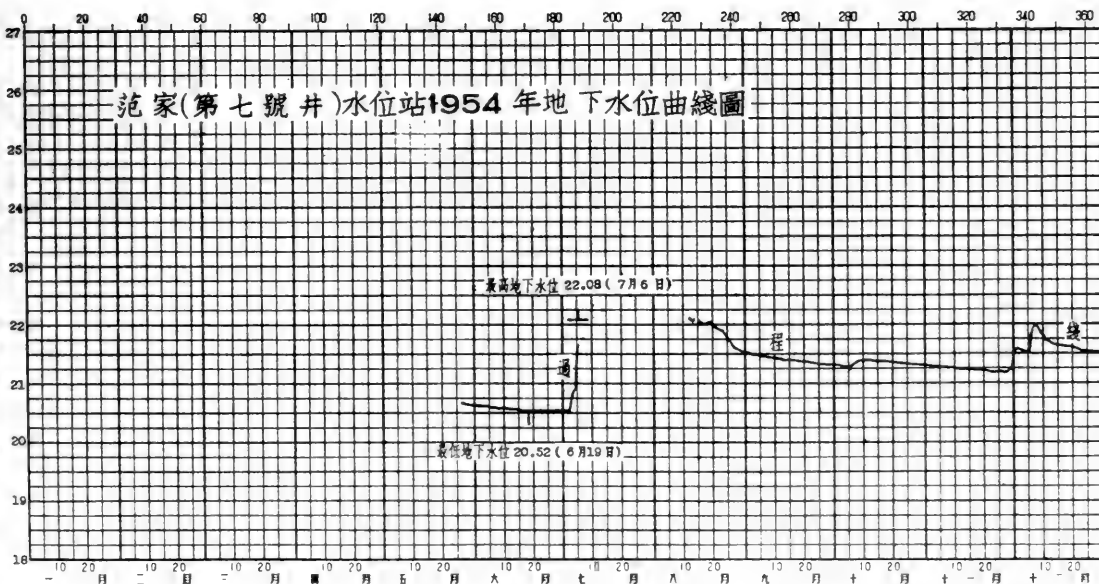 0 20 40 60 80 100 120 140 160 180 200 220 240 260 280 300 320 340 360
27
26
范家(第七號井)水位站1954年地下水位曲綫圖
25
24
23
最高地下水位 22.08(7月6日)
22
過 程 綫
21
20
最低地下水位 20.52(6月19日)
19
18
10 20 10 20 10 20 10 20 10 20 10 20 10 20 10 20 10 20 10 20 10 20 10 20
一月 二月 三月 四月 五月 六月 七月 八月 九月 十月 十一月 十二月